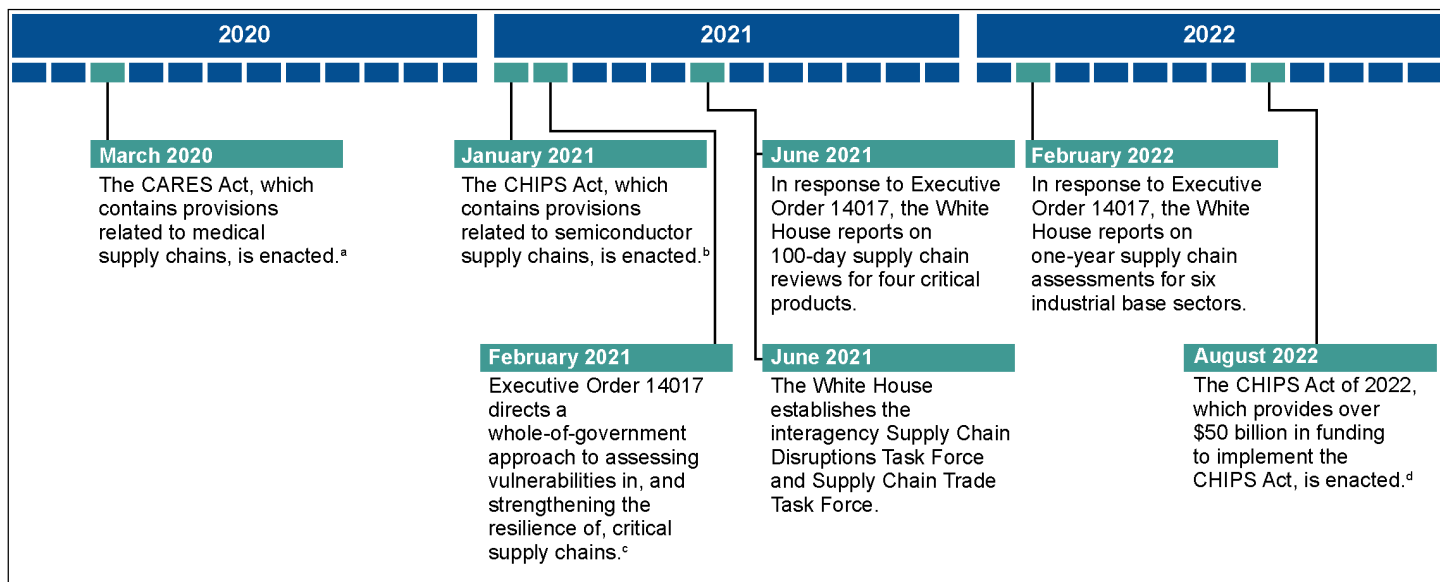 2020
2021
2022
March 2020
The CARES Act, which
contains provisions
related to medical
supply chains, is enacted.ᵃ
January 2021
The CHIPS Act, which
contains provisions
related to semiconductor
supply chains, is enacted.ᵇ
February 2021
Executive Order 14017
directs a
whole-of-government
approach to assessing
vulnerabilities in, and
strengthening the
resilience of, critical
supply chains.ᶜ
June 2021
In response to Executive
Order 14017, the White
House reports on
100-day supply chain
reviews for four critical
products.
June 2021
The White House
establishes the
interagency Supply Chain
Disruptions Task Force
and Supply Chain Trade
Task Force.
February 2022
In response to Executive
Order 14017, the White
House reports on
one-year supply chain
assessments for six
industrial base sectors.
August 2022
The CHIPS Act of 2022,
which provides over
$50 billion in funding
to implement the
CHIPS Act, is enacted.ᵈ